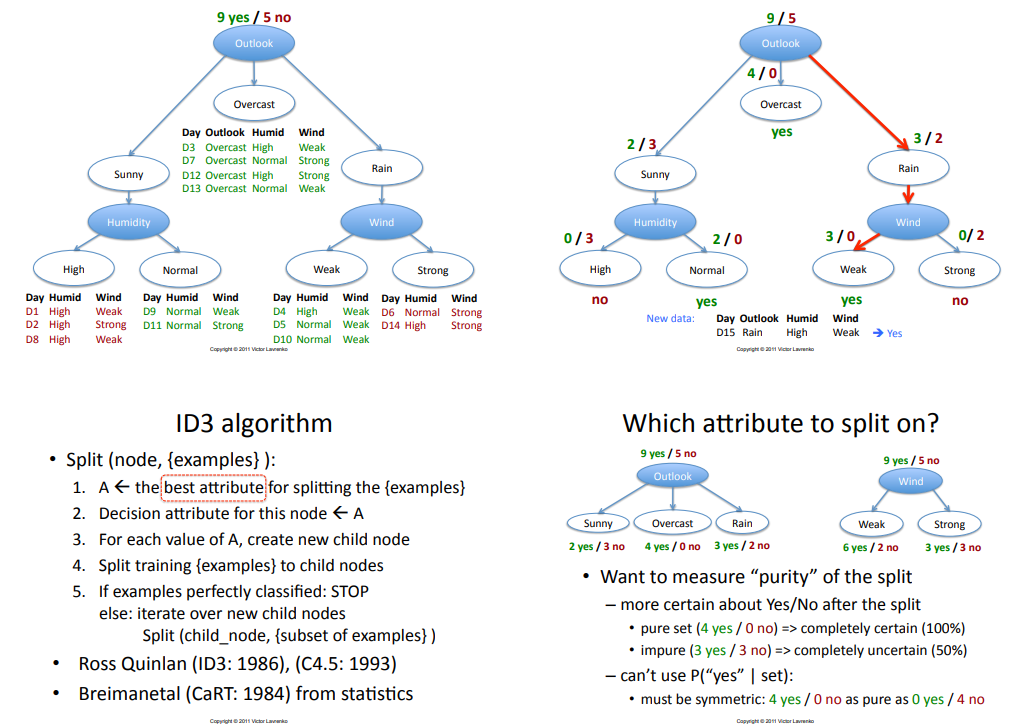 9 yes / 5 no
Outlook
Overcast
Day Outlook Humid Wind
D3 Overcast High Weak
D7 Overcast Normal Strong
D12 Overcast High Strong
D13 Overcast Normal Weak
Sunny
Rain
Humidity
Wind
High
Normal
Weak
Strong
Day Humid Wind
D1 High Weak
D2 High Strong
D8 High Weak
Day Humid Wind
D9 Normal Weak
D11 Normal Strong
Day Humid Wind
D4 High Weak
D5 Normal Weak
D10 Normal Weak
Day Humid Wind
D6 Normal Strong
D14 High Strong
Copyright © 2011 Victor Lavrenko
9 / 5
Outlook
4 / 0
Overcast
yes
2 / 3
Sunny
3 / 2
Rain
Humidity
Wind
0 / 3
High
no
2 / 0
Normal
yes
3 / 0
Weak
yes
0/ 2
Strong
no
New data: Day Outlook Humid Wind
D15 Rain High Weak → Yes
Copyright © 2011 Victor Lavrenko
ID3 algorithm
• Split (node, {examples} ):
1. A ← the best attribute for splitting the {examples}
2. Decision attribute for this node ← A
3. For each value of A, create new child node
4. Split training {examples} to child nodes
5. If examples perfectly classified: STOP
else: iterate over new child nodes
Split (child_node, {subset of examples} )
• Ross Quinlan (ID3: 1986), (C4.5: 1993)
• Breimanetal (CaRT: 1984) from statistics
Copyright © 2011 Victor Lavrenko
Which attribute to split on?
9 yes / 5 no
Outlook
Sunny Overcast Rain
2 yes / 3 no 4 yes / 0 no 3 yes / 2 no
9 yes / 5 no
Wind
Weak Strong
6 yes / 2 no 3 yes / 3 no
• Want to measure “purity” of the split
– more certain about Yes/No after the split
• pure set (4 yes / 0 no) => completely certain (100%)
• impure (3 yes / 3 no) => completely uncertain (50%)
– can’t use P(“yes” | set):
• must be symmetric: 4 yes / 0 no as pure as 0 yes / 4 no
Copyright © 2011 Victor Lavrenko